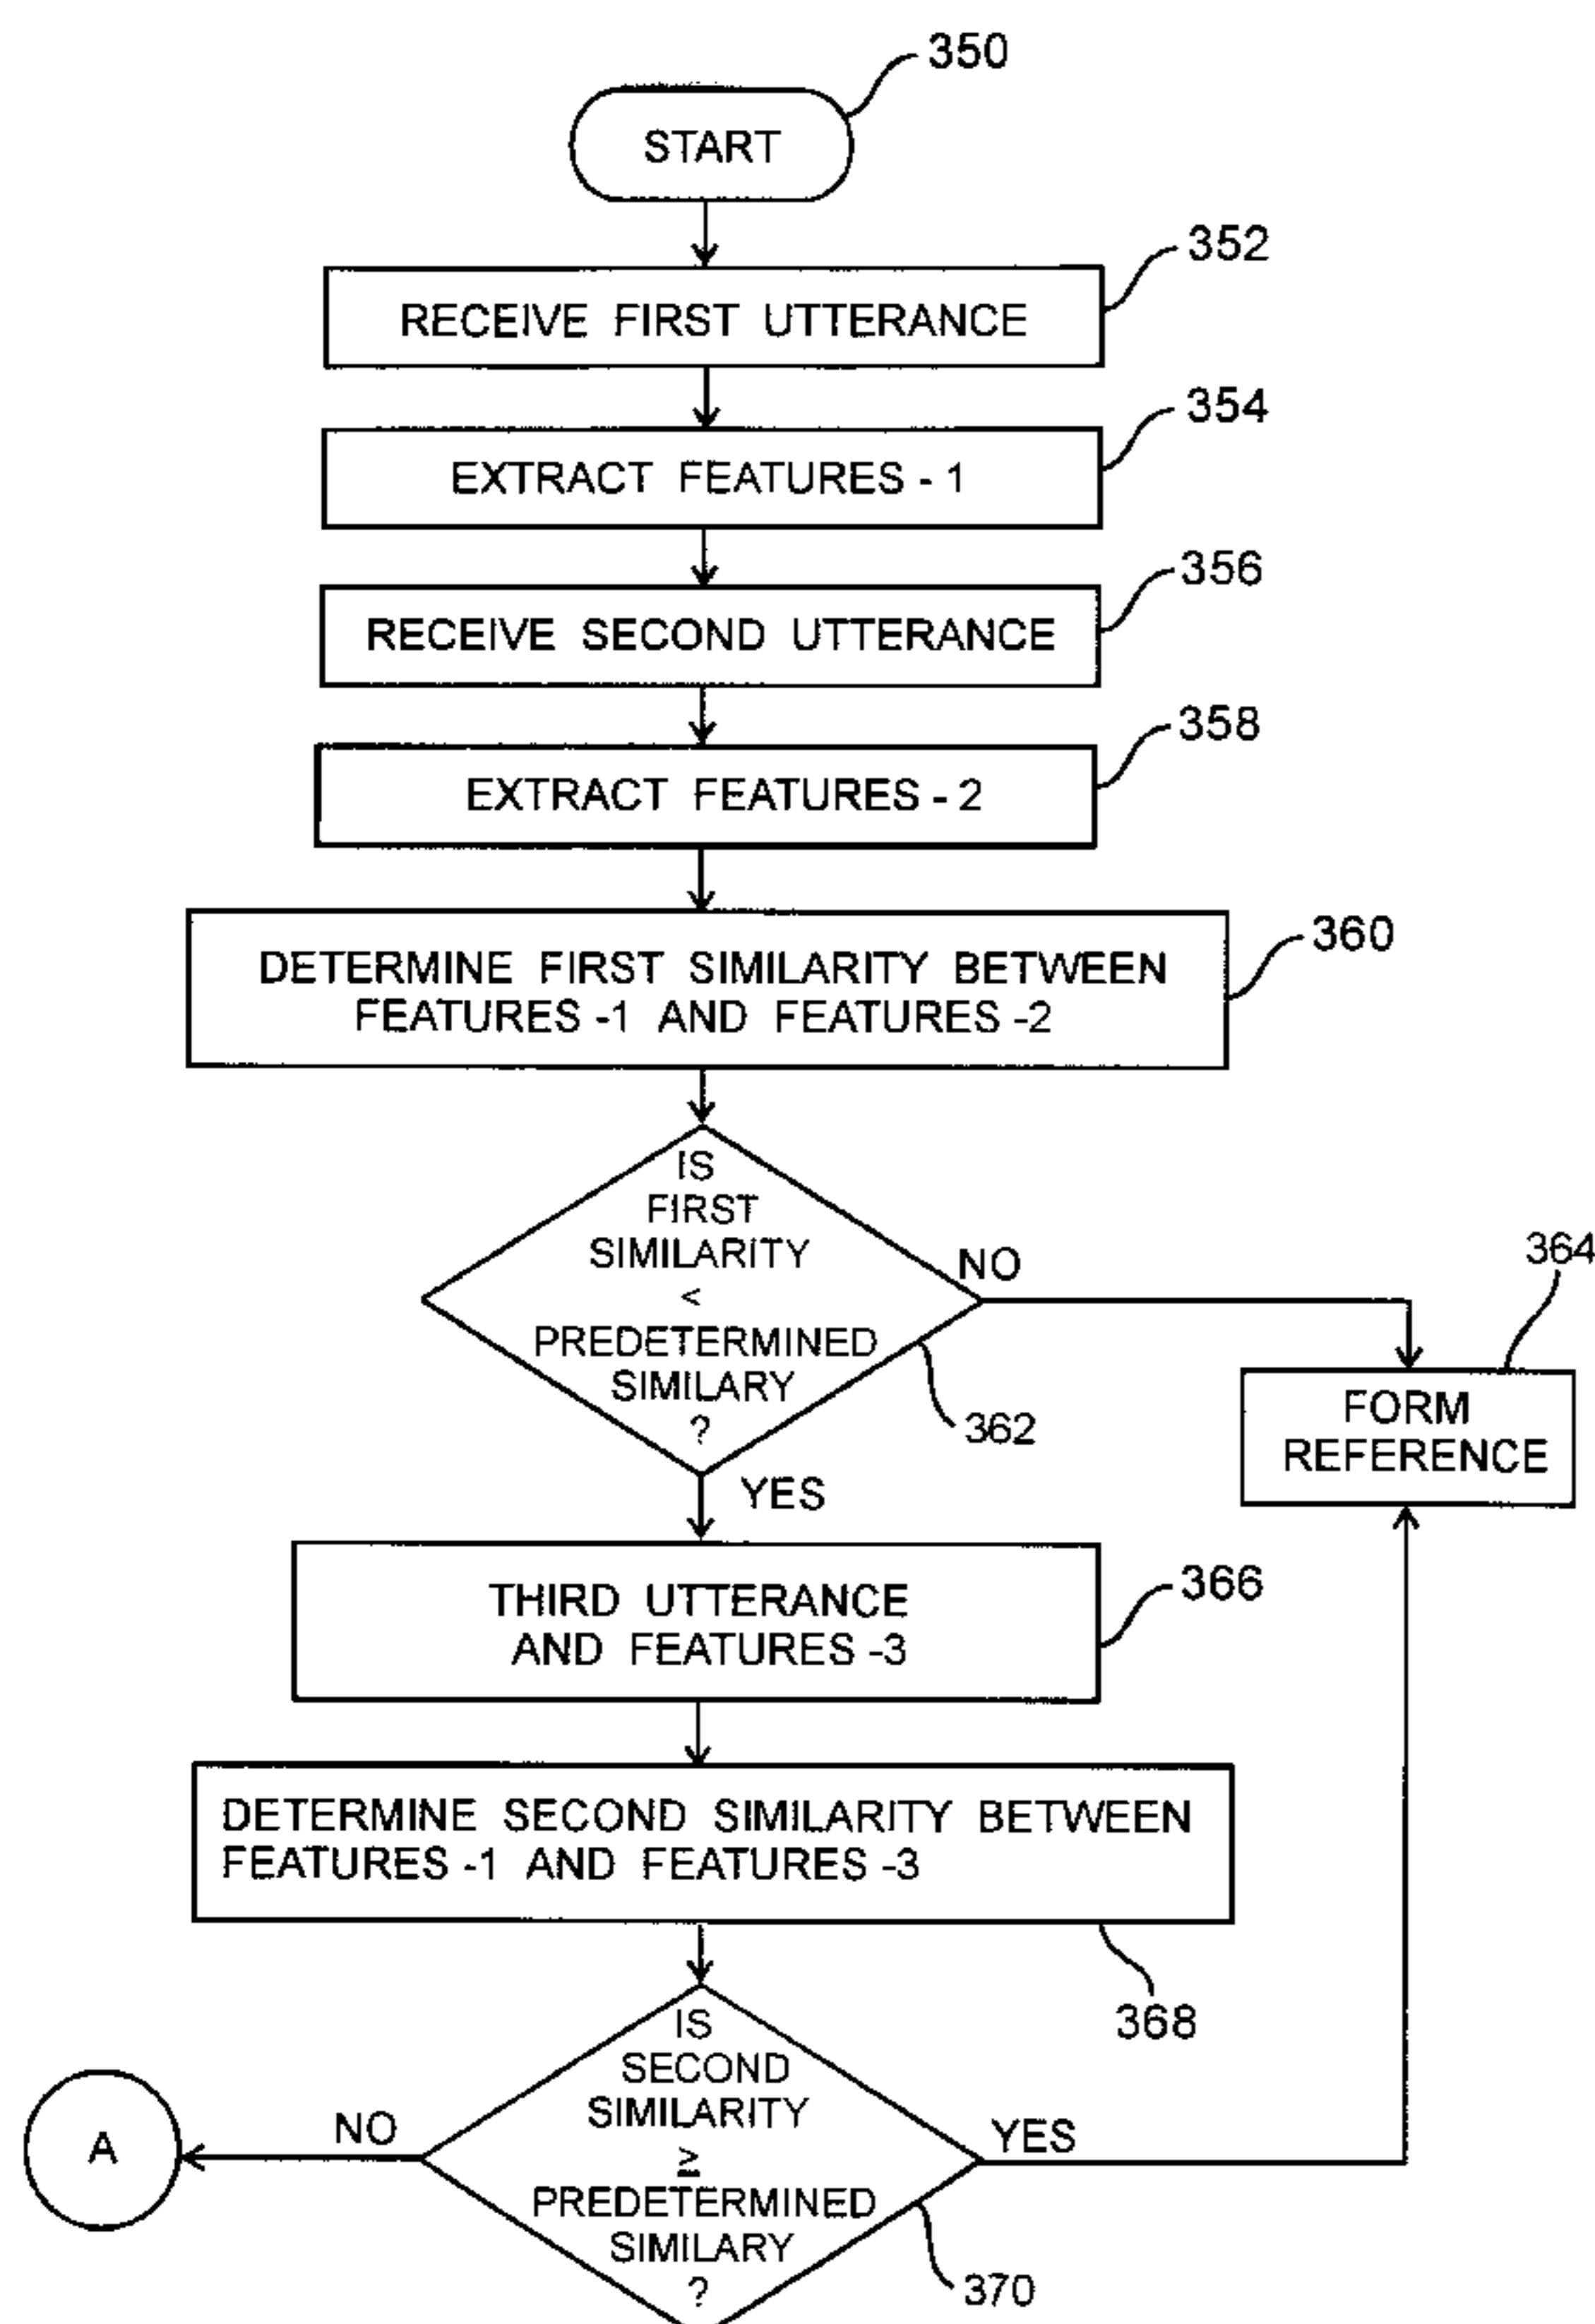 350
START
352
RECEIVE FIRST UTTERANCE
354
EXTRACT FEATURES - 1
356
RECEIVE SECOND UTTERANCE
358
EXTRACT FEATURES - 2
360
DETERMINE FIRST SIMILARITY BETWEEN
FEATURES -1 AND FEATURES -2
IS
FIRST
SIMILARITY
<
PREDETERMINED
SIMILARY
?
NO
362
364
FORM
REFERENCE
YES
366
THIRD UTTERANCE
AND FEATURES -3
DETERMINE SECOND SIMILARITY BETWEEN
FEATURES -1 AND FEATURES -3
368
IS
SECOND
SIMILARITY
≥
PREDETERMINED
SIMILARY
?
NO
A
YES
370